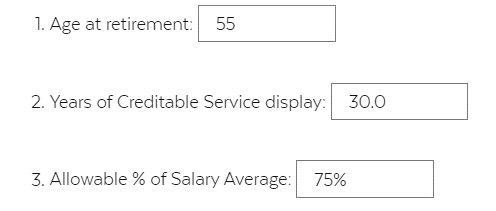 1. Age at retirement: 55
2. Years of Creditable Service display: 30.0
3. Allowable % of Salary Average: 75%